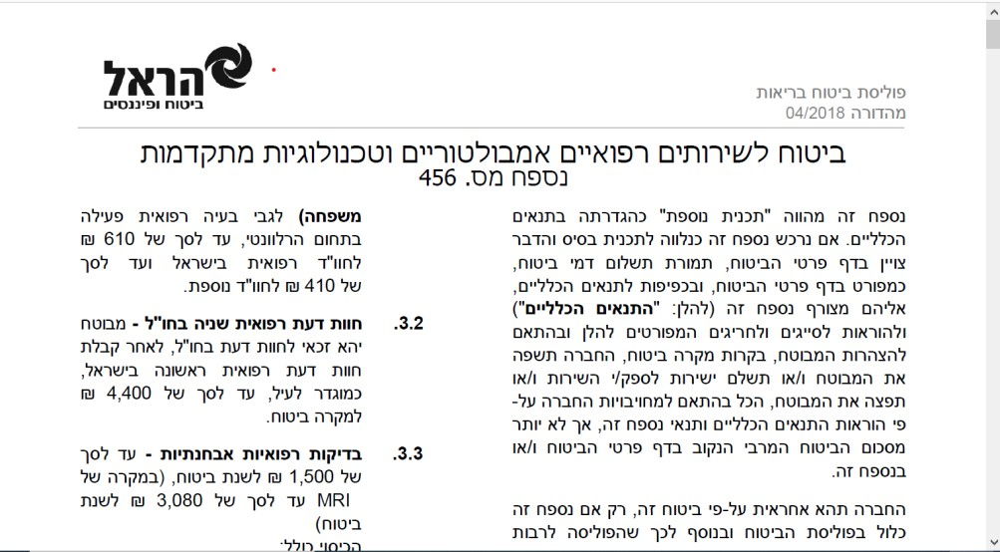 הראל
ביטוח ופיננסים
פוליסת ביטוח בריאות
מהדורה 04/2018
ביטוח לשירותים רפואיים אמבולטוריים וטכנולוגיות מתקדמות
נספח מס. 456
נספח זה מהווה "תכנית נוספת" כהגדרתה בתנאים
הכלליים. אם נרכש נספח זה כנלווה לתכנית בסיס והדבר
צויין בדף פרטי הביטוח, תמורת תשלום דמי ביטוח,
כמפורט בדף פרטי הביטוח, ובכפיפות לתנאים הכלליים,
אליהם מצורף נספח זה (להלן: "התנאים הכלליים")
ולהוראות לסייגים ולחריגים המפורטים להלן ובהתאם
להצהרות המבוטח, בקרות מקרה ביטוח, החברה תשפה
את המבוטח ו/או תשלם ישירות לספק/י השירות ו/או
תפצה את המבוטח, הכל בהתאם למחויבויות החברה על-
פי הוראות התנאים הכלליים ותנאי נספח זה, אך לא יותר
מסכום הביטוח המרבי הנקוב בדף פרטי הביטוח ו/או
בנספח זה.
החברה תהא אחראית על-פי ביטוח זה, רק אם נספח זה
כלול בפוליסת הביטוח ובנוסף לכך שהפוליסה לרבות
משפחה) לגבי בעיה רפואית פעילה
בתחום הרלוונטי, עד לסך של 610 ₪
לחוו"ד רפואית בישראל ועד לסך
של 410 ₪ לחוו"ד נוספת.
3.2. חוות דעת רפואית שניה בחו"ל - מבוטח
יהא זכאי לחוות דעת בחו"ל, לאחר קבלת
חוות דעת רפואית ראשונה בישראל,
כמוגדר לעיל, עד לסך של 4,400 ₪
למקרה ביטוח.
3.3. בדיקות רפואיות אבחנתיות - עד לסך
של 1,500 ₪ לשנת ביטוח, (במקרה של
MRI עד לסך של 3,080 ₪ לשנת
ביטוח)
הכיסוי כולל: